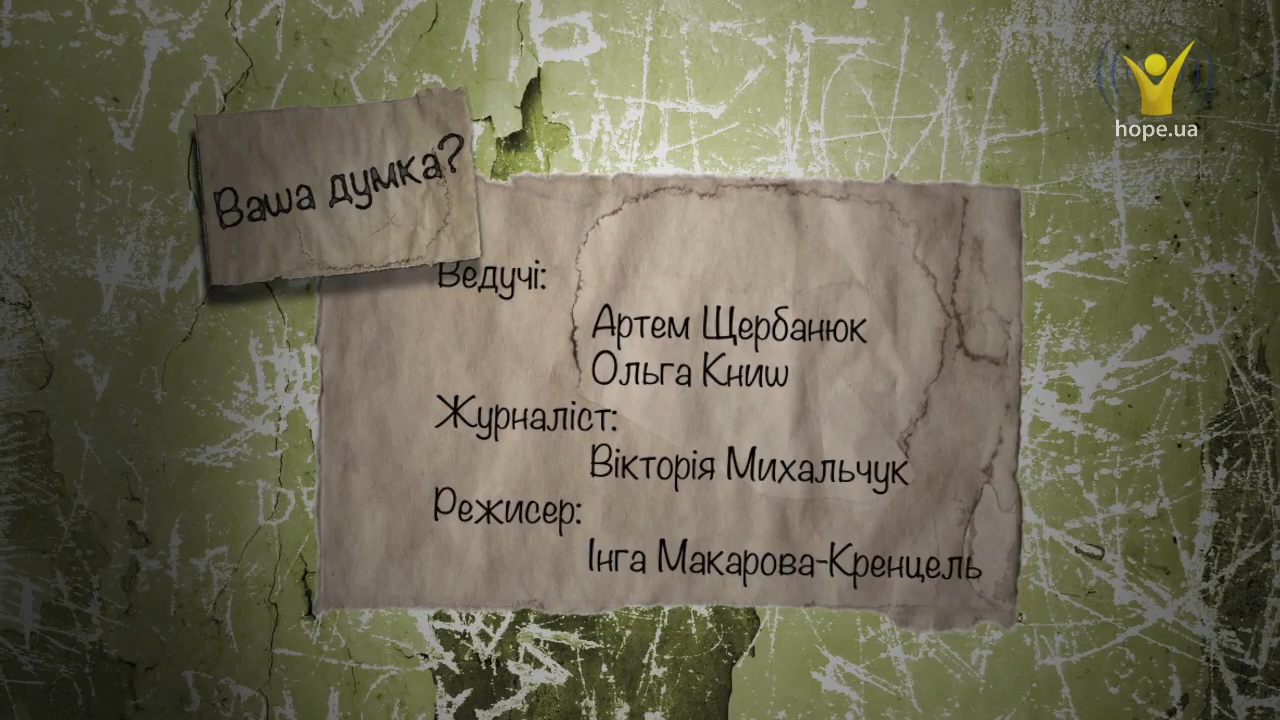 hope.ua
Ваша думка?
Ведучі:
Артем Щербанюк
Ольга Книш
Журналіст:
Вікторія Михальчук
Режисер:
Інга Макарова-Кренцель